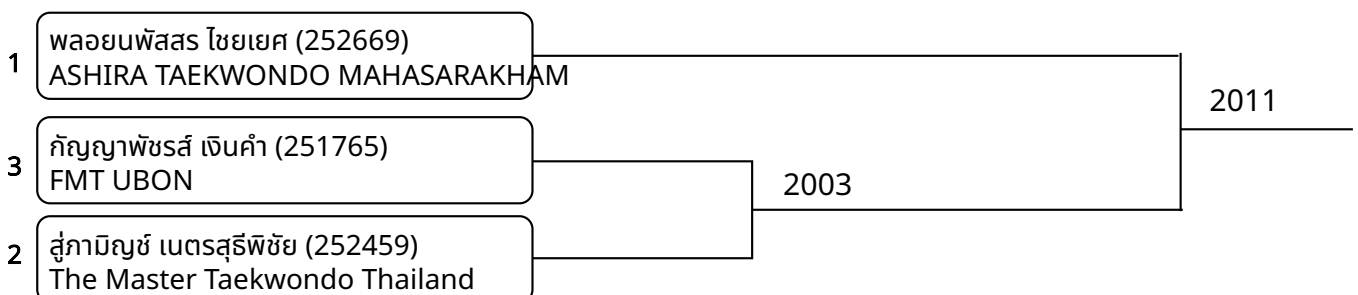 1
พลอยนพัสสร ไชยเยศ (252669)
ASHIRA TAEKWONDO MAHASARAKHAM
2011
3
กัญญาพัชรส์ เงินคำ (251765)
FMT UBON
2003
2
สู่ภามิญช์ เนตรสุธีพิชัย (252459)
The Master Taekwondo Thailand